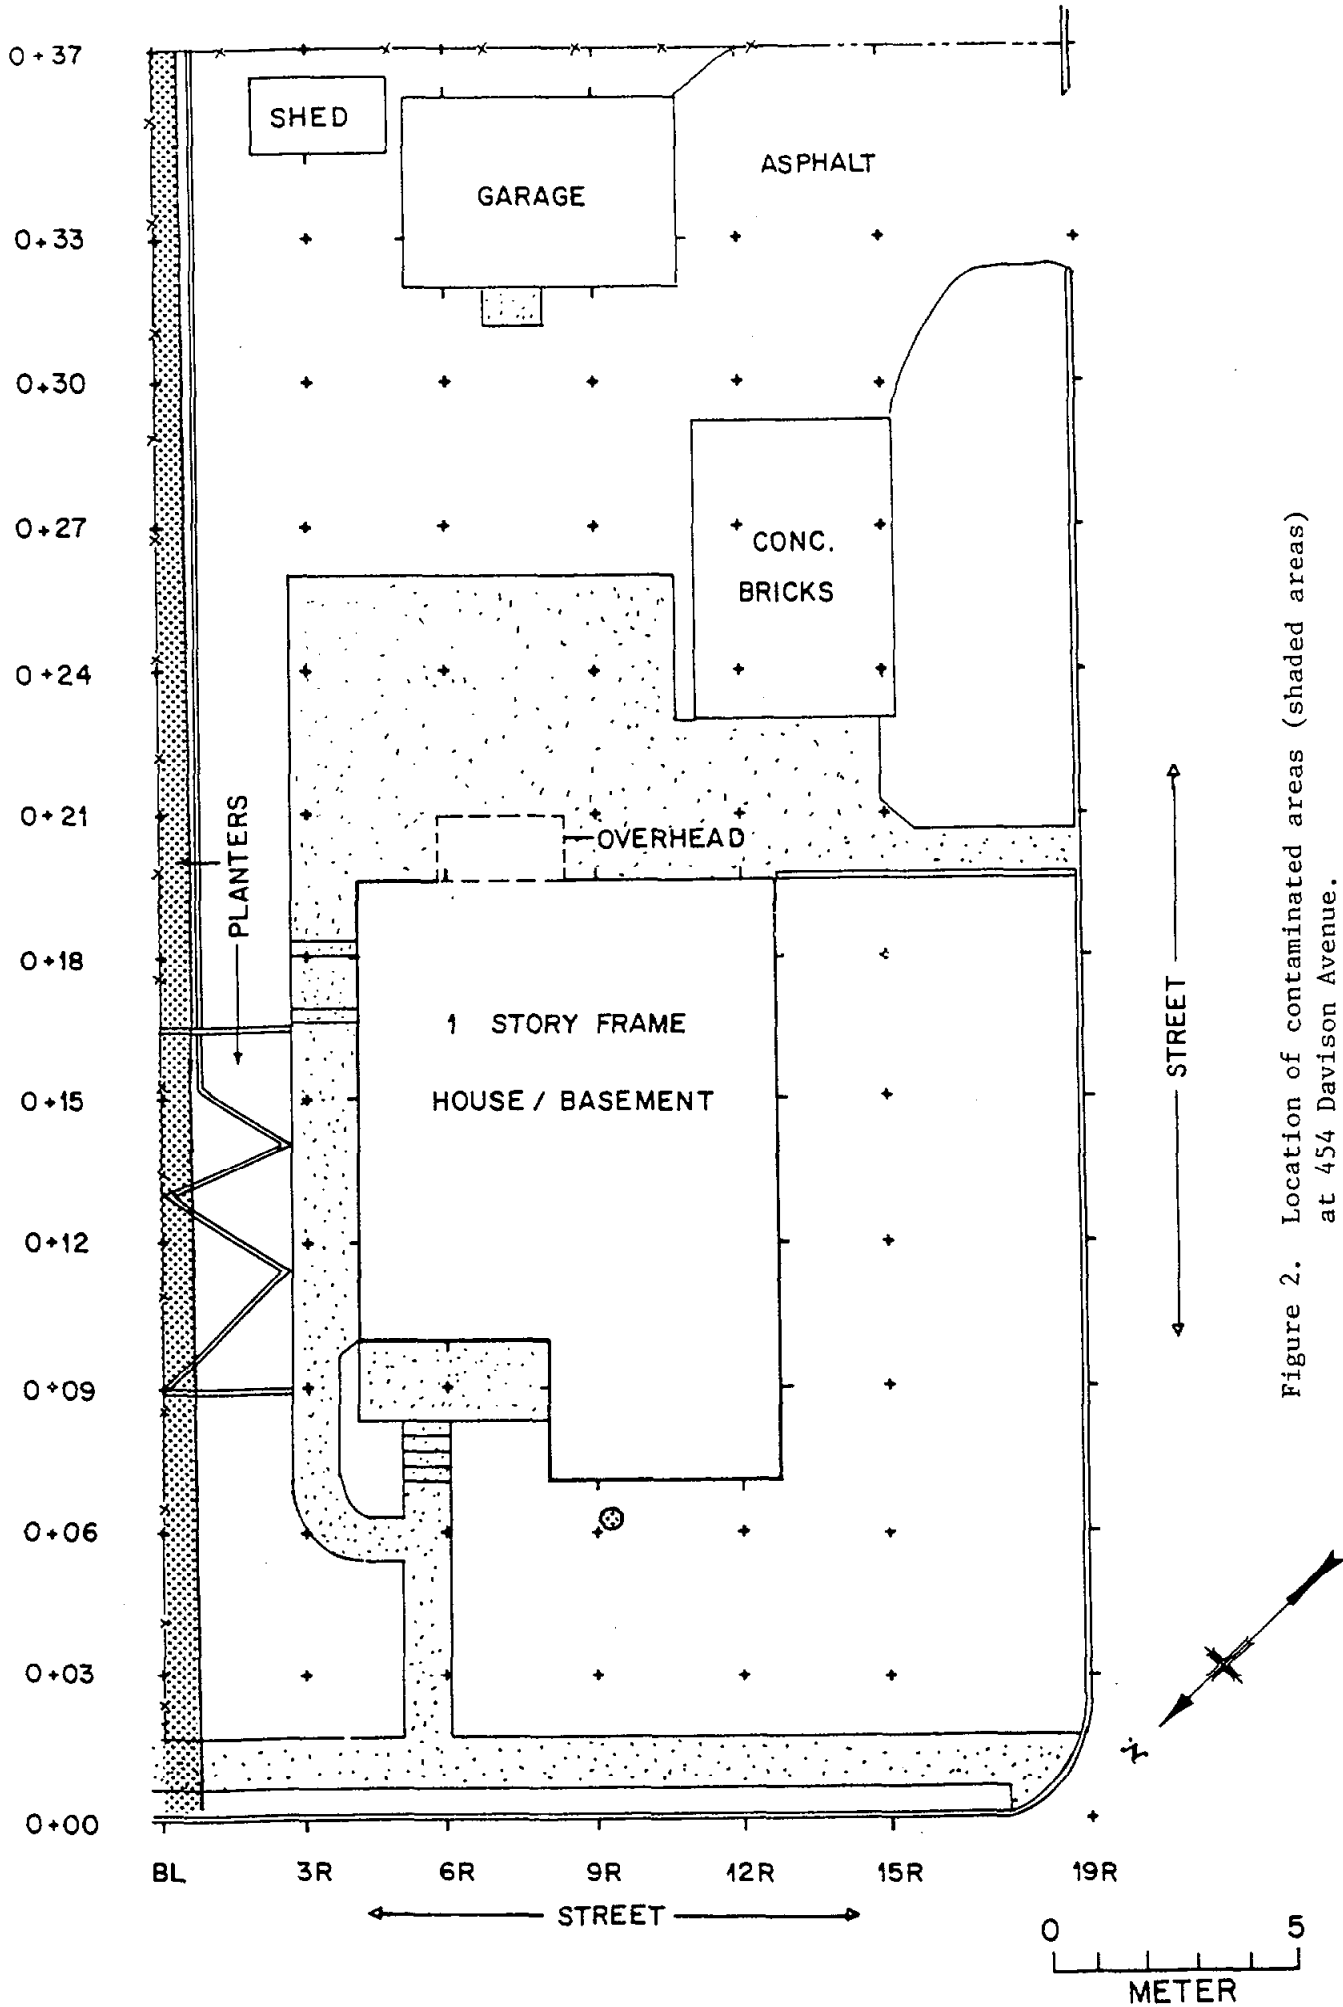 0+37
SHED
GARAGE
ASPHALT
0+33
0+30
0+27
CONC.
BRICKS
0+24
0+21
OVERHEAD
PLANTERS
0+18
1 STORY FRAME
HOUSE / BASEMENT
STREET
0+15
0+12
0+09
0+06
0+03
N
0+00
BL 3R 6R 9R 12R 15R 19R
STREET
0 5
METER
Figure 2. Location of contaminated areas (shaded areas)
at 454 Davison Avenue.